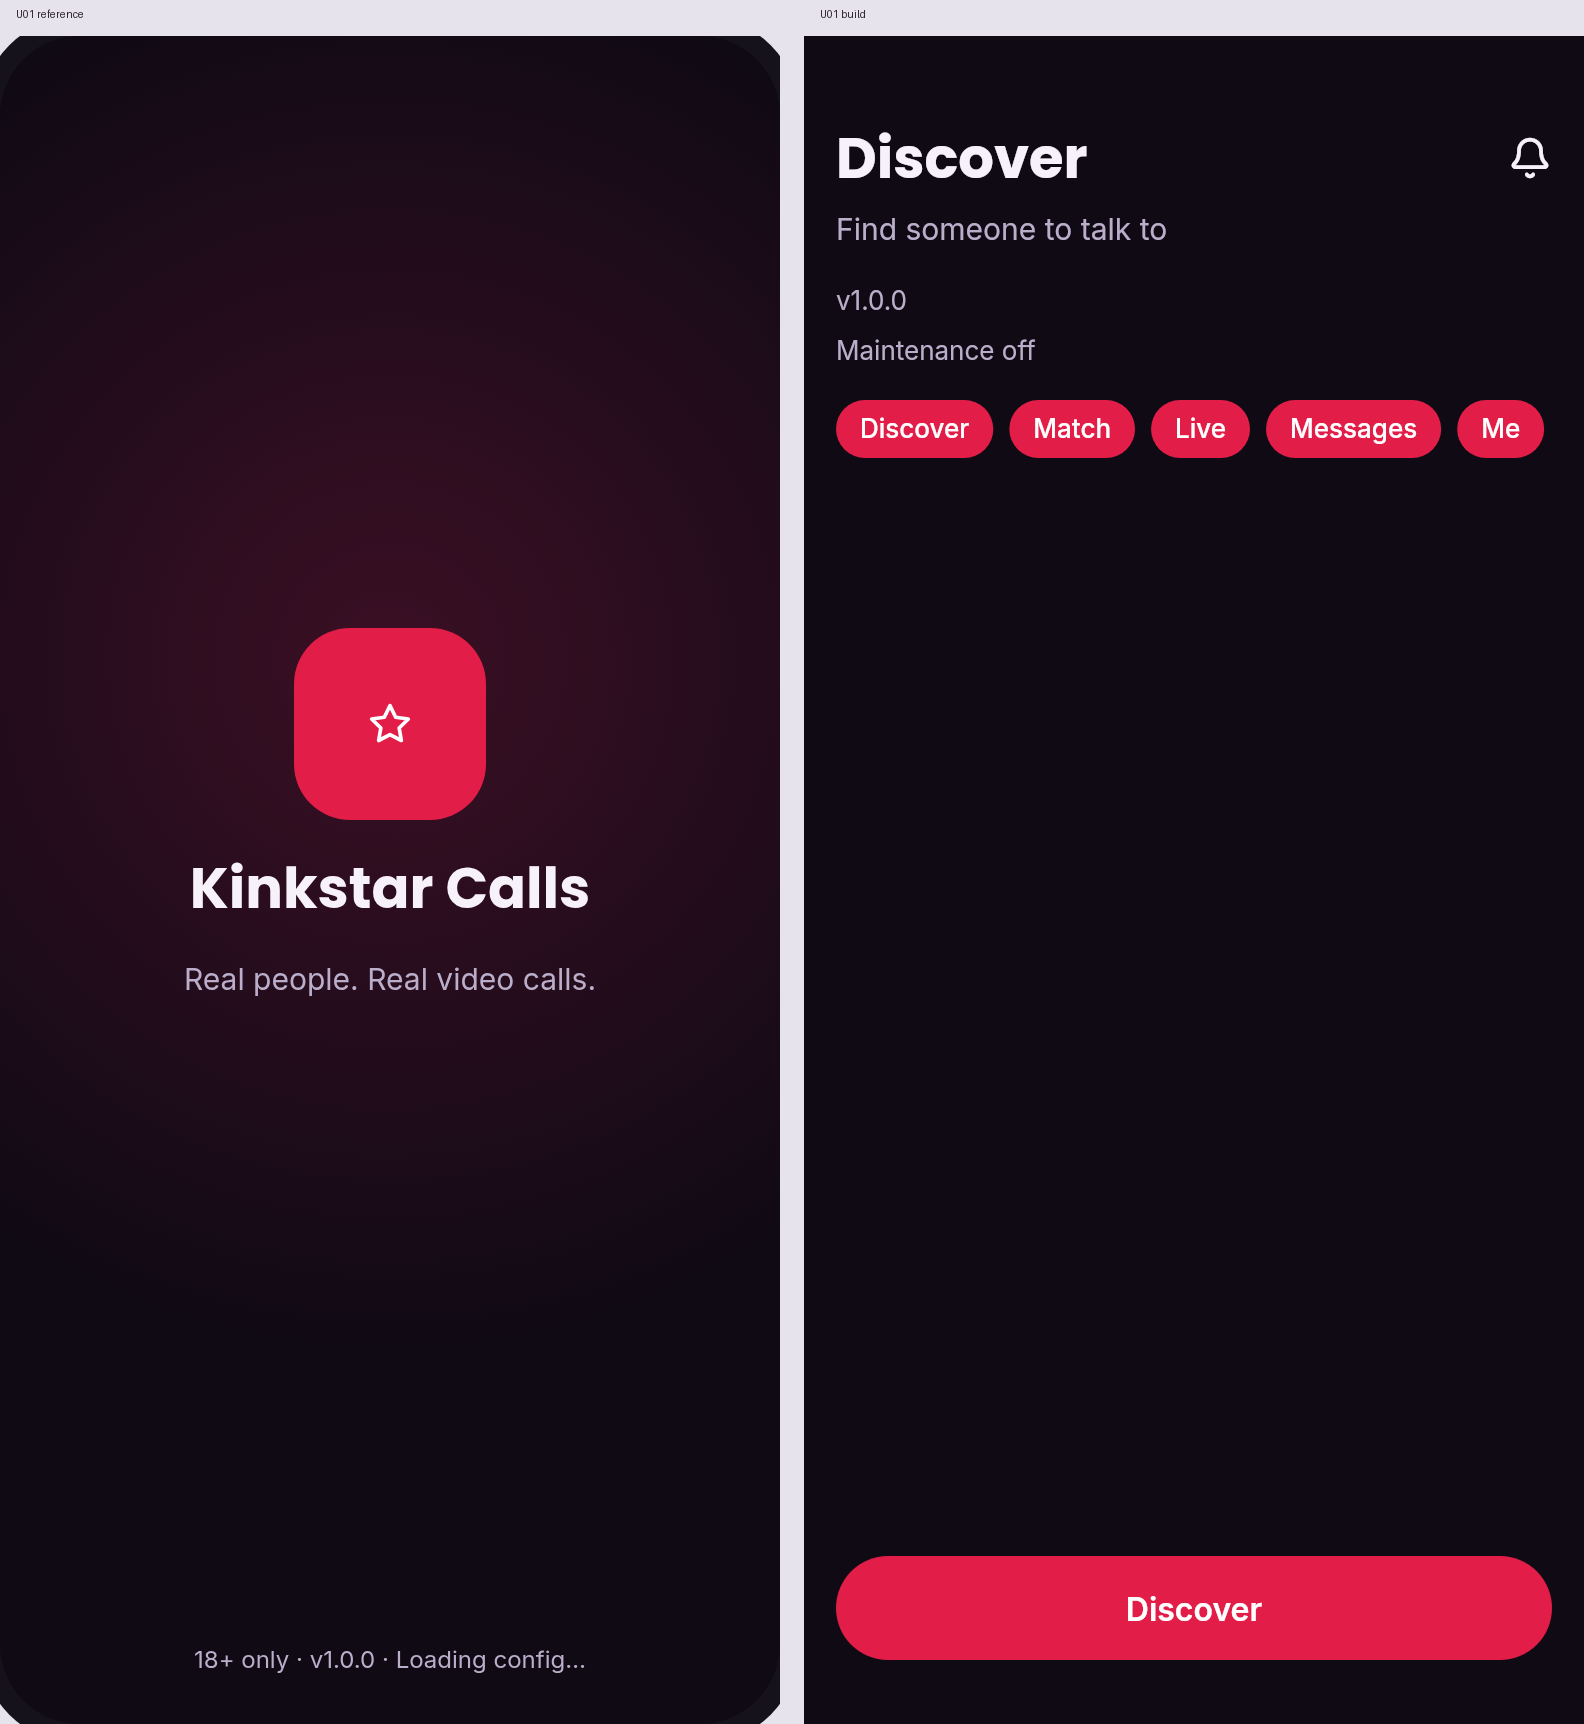 U01 reference
Kinkstar Calls
Real people. Real video calls.
18+ only · v1.0.0 · Loading config...
U01 build
Discover
Find someone to talk to
v1.0.0
Maintenance off
Discover Match Live Messages Me
Discover